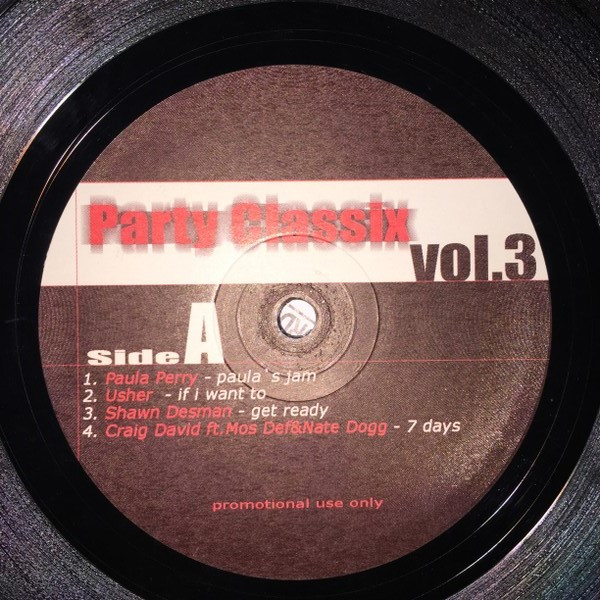 Party Classix
vol.3
Side A
1. Paula Perry - paula`s jam
2. Usher - if i want to
3. Shawn Desman - get ready
4. Craig David ft.Mos Def&Nate Dogg - 7 days
promotional use only